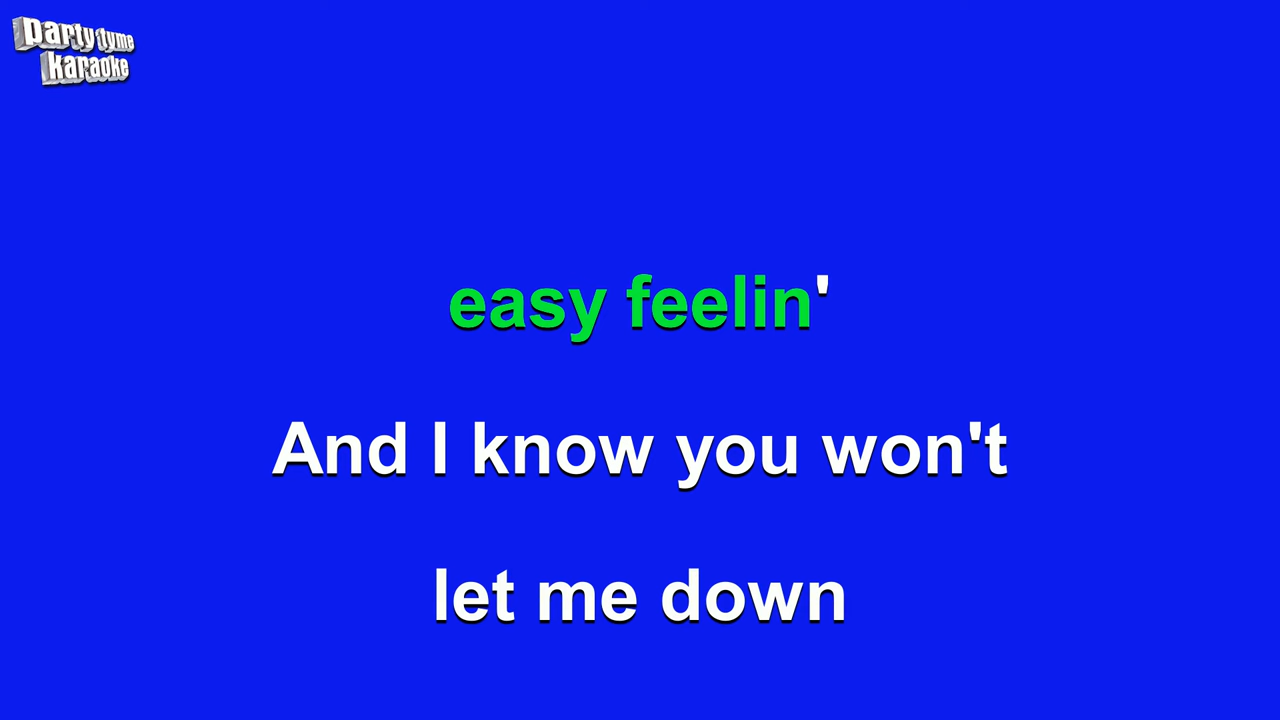 party tyme
karaoke
easy feelin'
And I know you won't
let me down